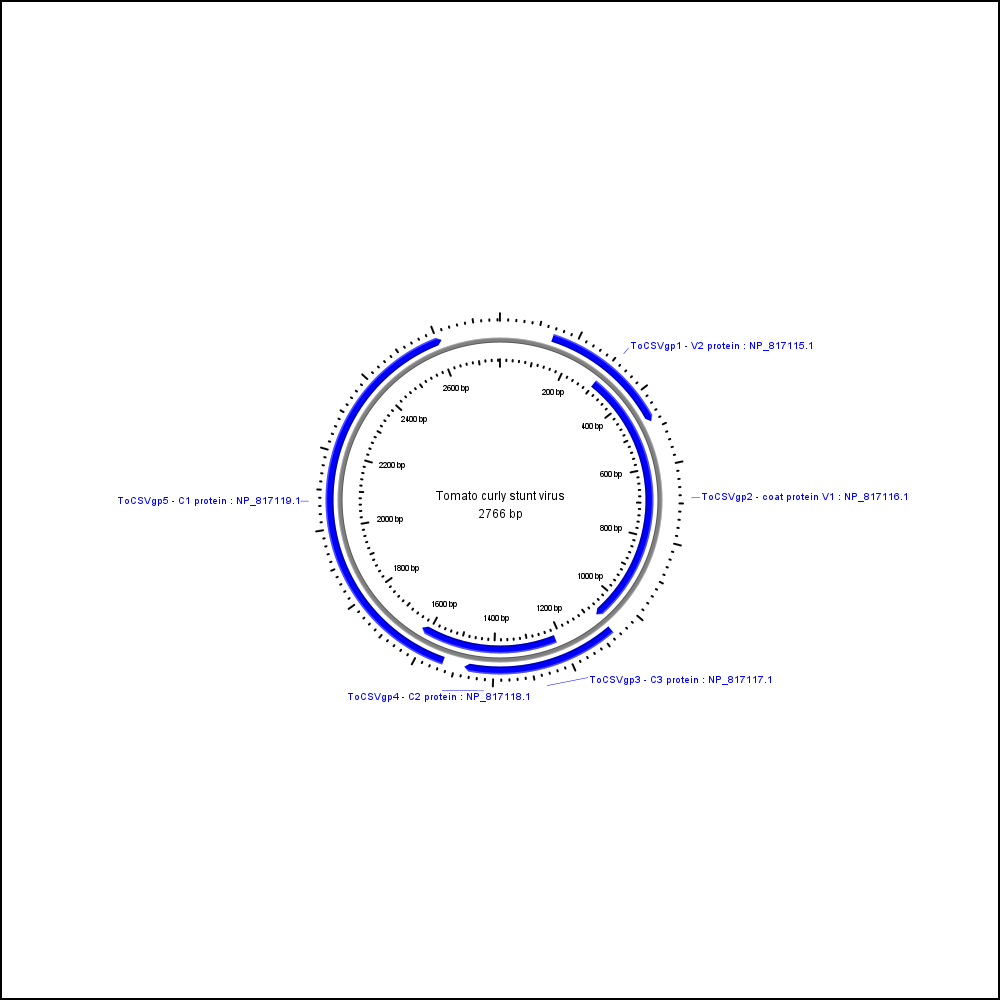 ToCSVgp1 - V2 protein : NP_817115.1
2600 bp
200 bp
2400 bp
400 bp
2200 bp
600 bp
Tomato curly stunt virus
2766 bp
ToCSVgp5 - C1 protein : NP_817119.1
ToCSVgp2 - coat protein V1 : NP_817116.1
2000 bp
800 bp
1800 bp
1000 bp
1600 bp
1200 bp
1400 bp
ToCSVgp3 - C3 protein : NP_817117.1
ToCSVgp4 - C2 protein : NP_817118.1